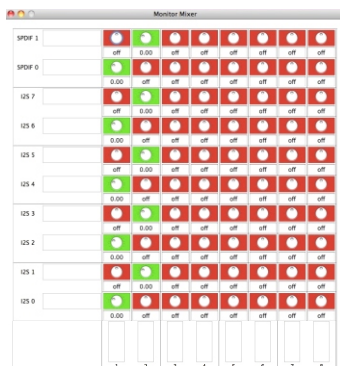 Monitor Mixer
SPDIF 1
off 0.00 off off off off off off
SPDIF 0
0.00 off off off off off off off
I2S 7
off 0.00 off off off off off off
I2S 6
0.00 off off off off off off off
I2S 5
off 0.00 off off off off off off
I2S 4
0.00 off off off off off off off
I2S 3
off 0.00 off off off off off off
I2S 2
0.00 off off off off off off off
I2S 1
off 0.00 off off off off off off
I2S 0
0.00 off off off off off off off